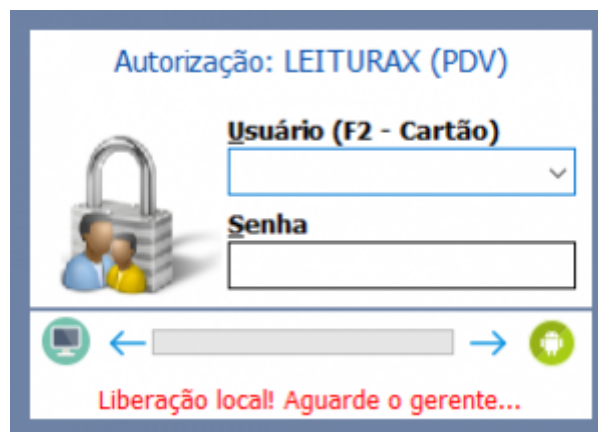 Autorização: LEITURAX (PDV)
Usuário (F2 - Cartão)
Senha
Liberação local! Aguarde o gerente...